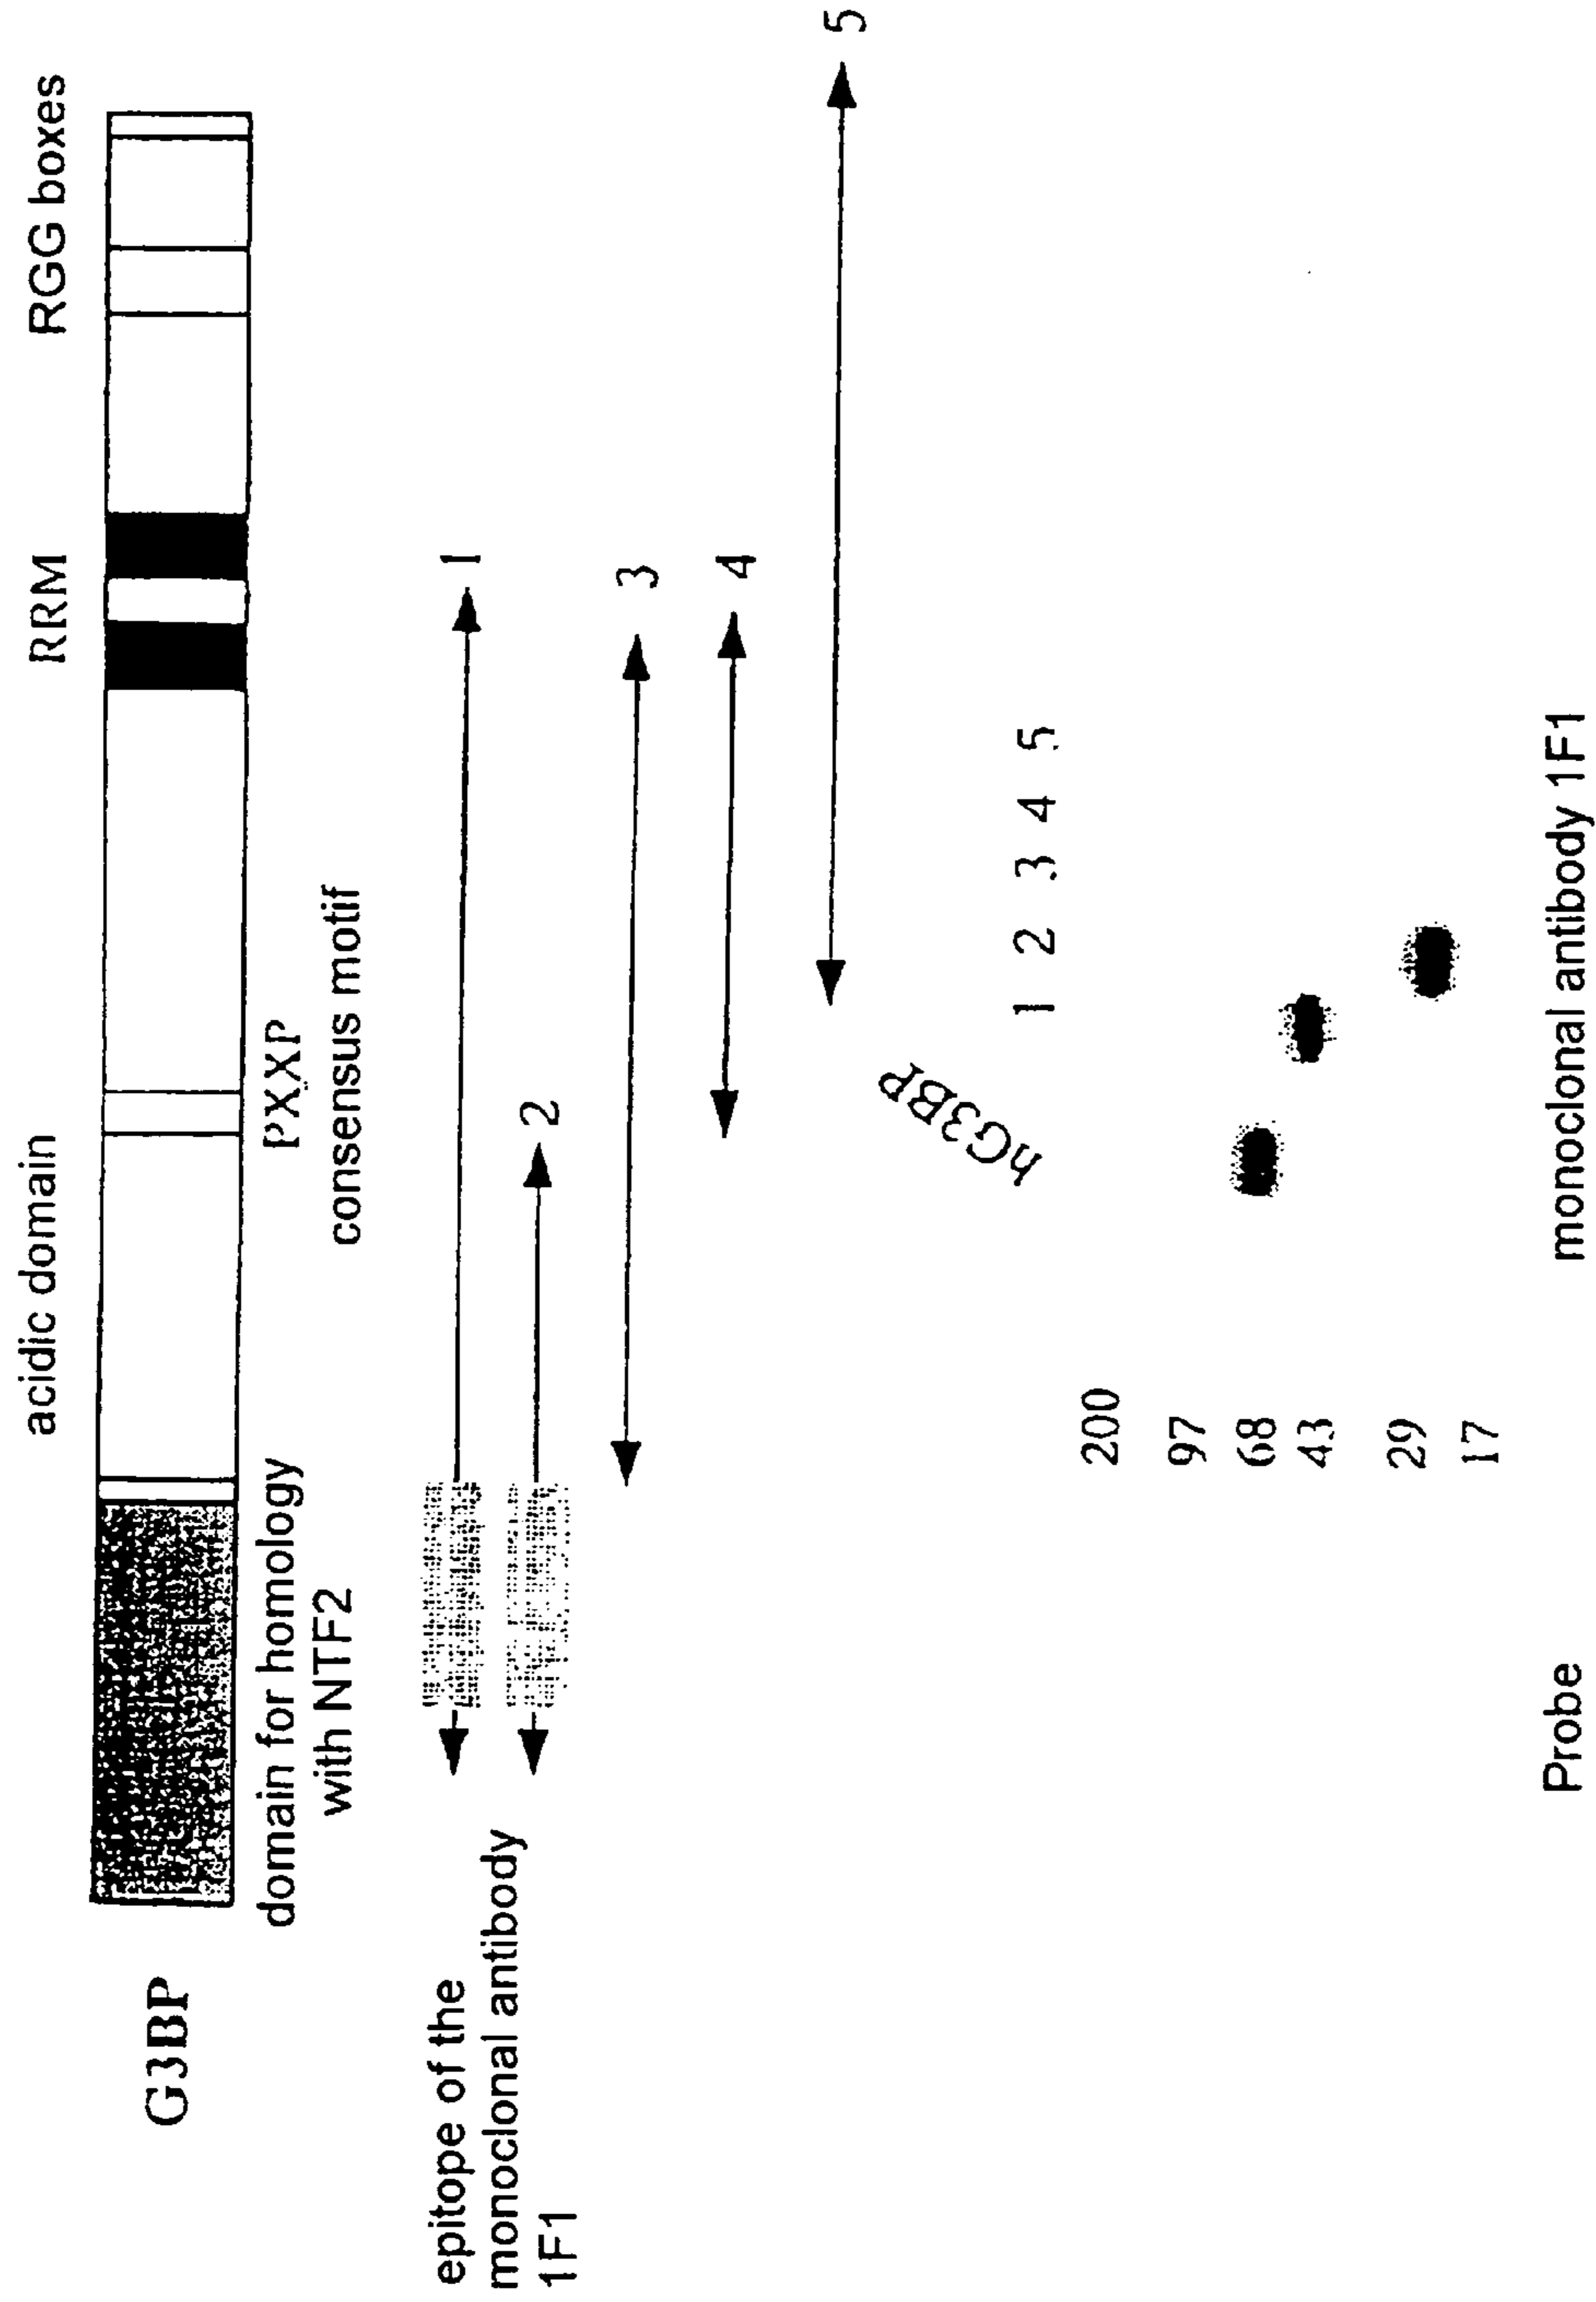 acidic domain
RRM
RGG boxes
G3BP
domain for homology
with NTF2
PXXP
consensus motif
epitope of the
monoclonal antibody
1F1
1
2
3
4
5
hG3BP
1 2 3 4 5
200
97
68
43
29
17
Probe
monoclonal antibody 1F1